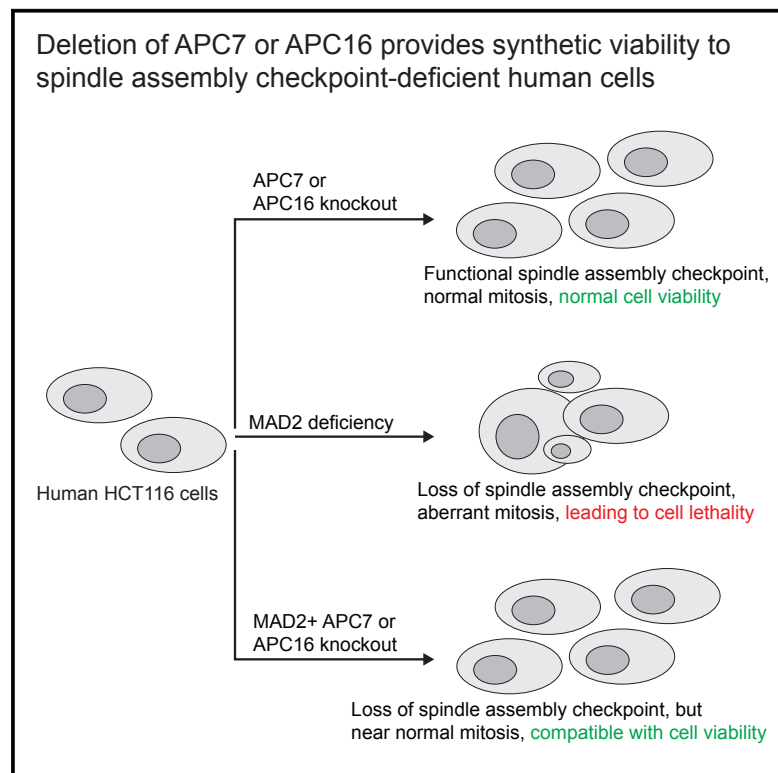 Deletion of APC7 or APC16 provides synthetic viability to
spindle assembly checkpoint-deficient human cells
APC7 or
APC16 knockout
Functional spindle assembly checkpoint,
normal mitosis, normal cell viability
MAD2 deficiency
Human HCT116 cells
Loss of spindle assembly checkpoint,
aberrant mitosis, leading to cell lethality
MAD2+ APC7 or
APC16 knockout
Loss of spindle assembly checkpoint, but
near normal mitosis, compatible with cell viability